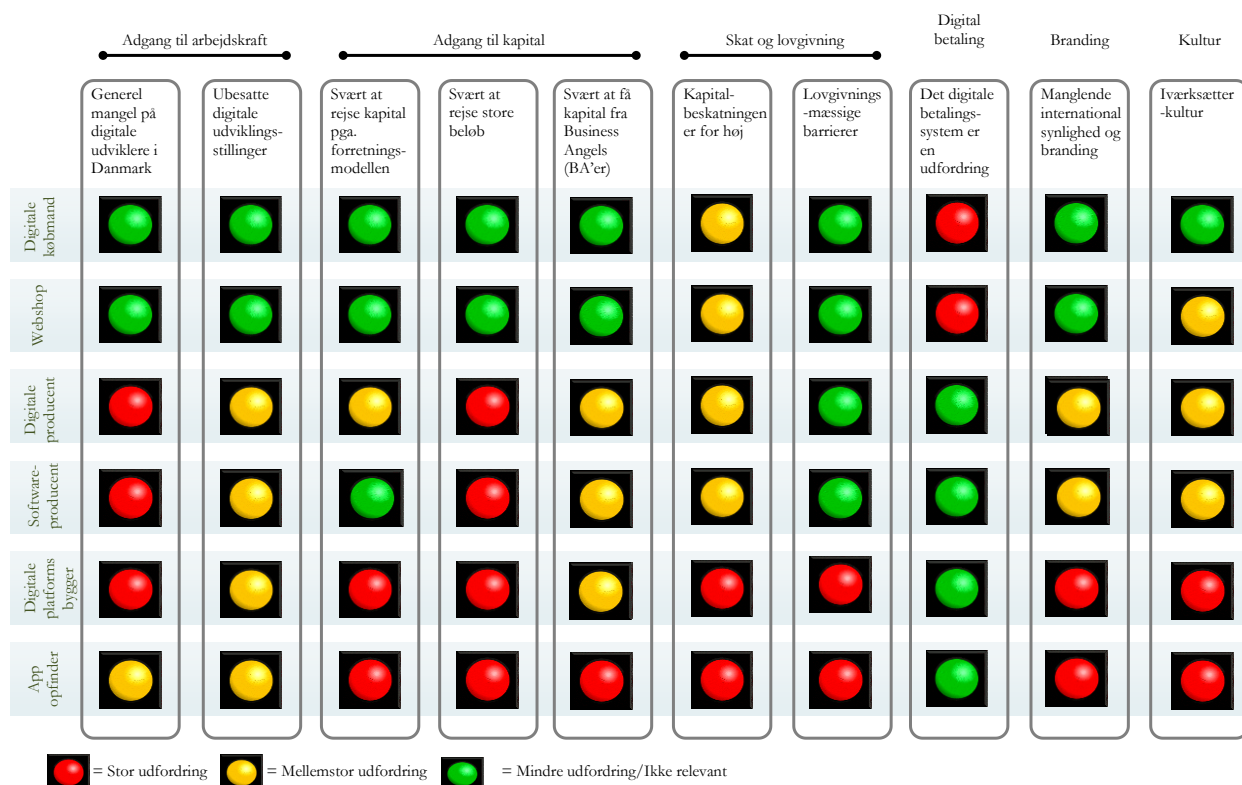 Adgang til arbejdskraft
Adgang til kapital
Skat og lovgivning
Digital
betaling
Branding
Kultur
Generel
mangel på
digitale
udviklere i
Danmark
Ubesatte
digitale
udviklings-
stillinger
Svært at
rejse kapital
pga.
forretnings-
modellen
Svært at
rejse store
beløb
Svært at få
kapital fra
Business
Angels
(BA'er)
Kapital-
beskatningen
er for høj
Lovgivnings
-mæssige
barrierer
Det digitale
betalings-
system er
en
udfordring
Manglende
international
synlighed og
branding
Iværksætter
-kultur
Digitale
købmand
Webshop
Digitale
producent
Software-
producent
Digitale
platforms
bygger
App
opfinder
= Stor udfordring
= Mellemstor udfordring
= Mindre udfordring/Ikke relevant